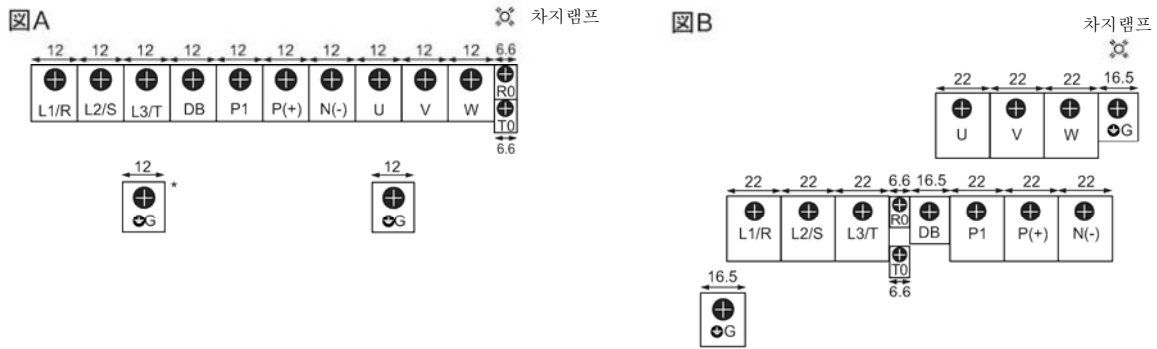 図A
차지램프
12 12 12 12 12 12 12 12 12 12 6.6
L1/R L2/S L3/T DB P1 P(+) N(-) U V W R0
T0
6.6
12 * 12
G G
図B
차지램프
22 22 22 16.5
U V W G
22 22 22 6.6 16.5 22 22 22
L1/R L2/S L3/T R0 DB P1 P(+) N(-)
T0
6.6
16.5
G